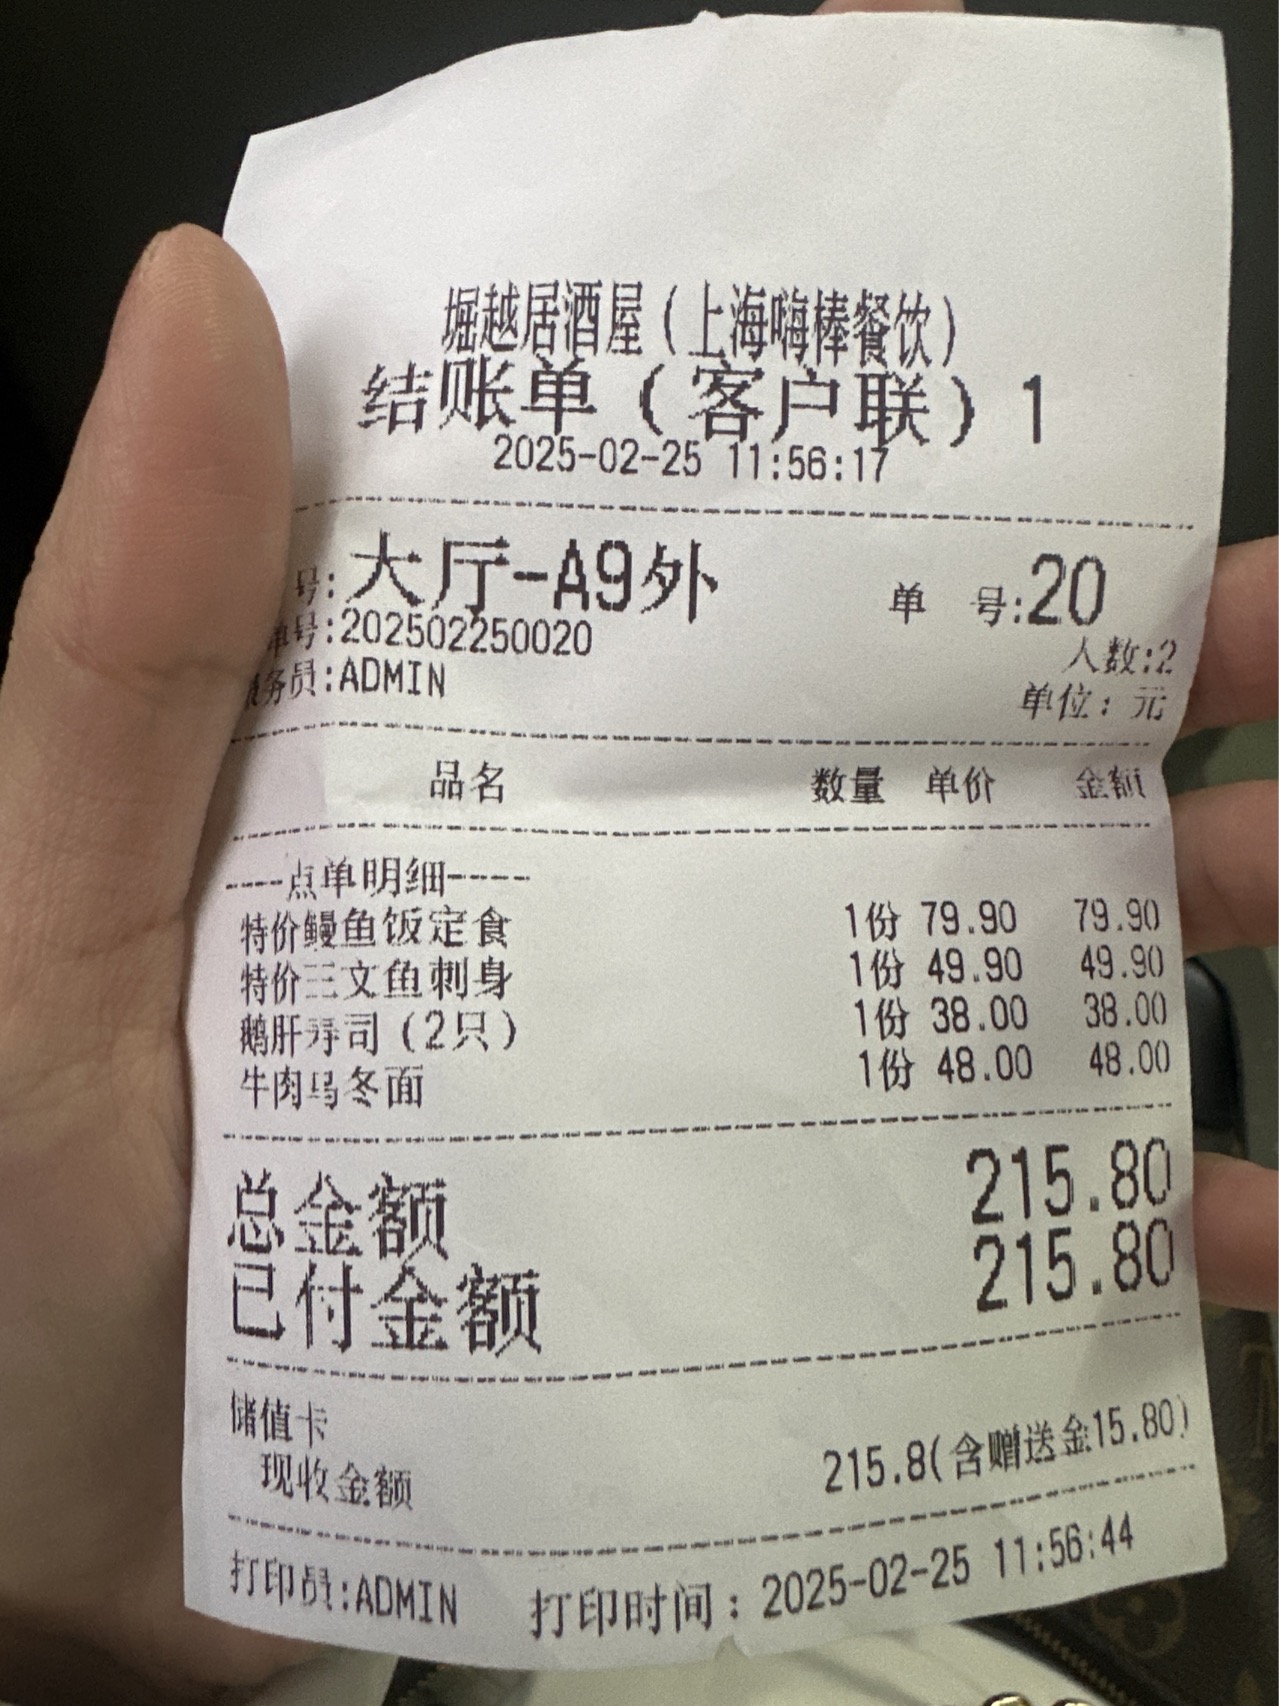 堀越居酒屋（上海嗨棒餐饮）
结账单（客户联）1
2025-02-25 11:56:17
号:大厅-A9外 单 号:20
单号:202502250020
人数:2
服务员:ADMIN
单位：元
品名 数量 单价 金额
----点单明细----
特价鳗鱼饭定食 1份 79.90 79.90
特价三文鱼刺身 1份 49.90 49.90
鹅肝寿司（2只） 1份 38.00 38.00
牛肉乌冬面 1份 48.00 48.00
总金额 215.80
已付金额 215.80
储值卡
现收金额 215.8(含赠送金15.80)
打印员:ADMIN 打印时间：2025-02-25 11:56:44